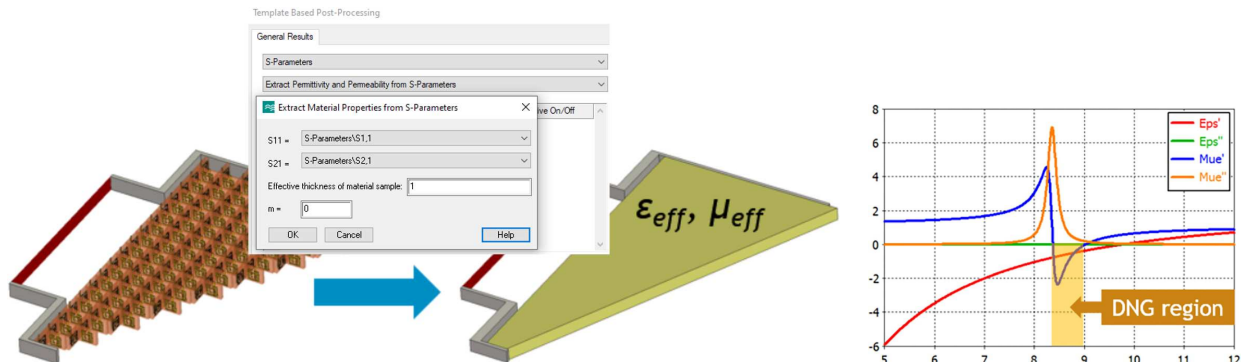 Template Based Post-Processing
General Results
S-Parameters
Extract Permittivity and Permeability from S-Parameters
ive On/Off
Extract Material Properties from S-Parameters
S11 = S-Parameters\S1,1
S21 = S-Parameters\S2,1
Effective thickness of material sample: 1
m = 0
OK Cancel Help
εeff, μeff
8
6
4
2
0
-2
-4
-6
Eps'
Eps''
Mue'
Mue''
DNG region
5 6 7 8 9 10 11 12